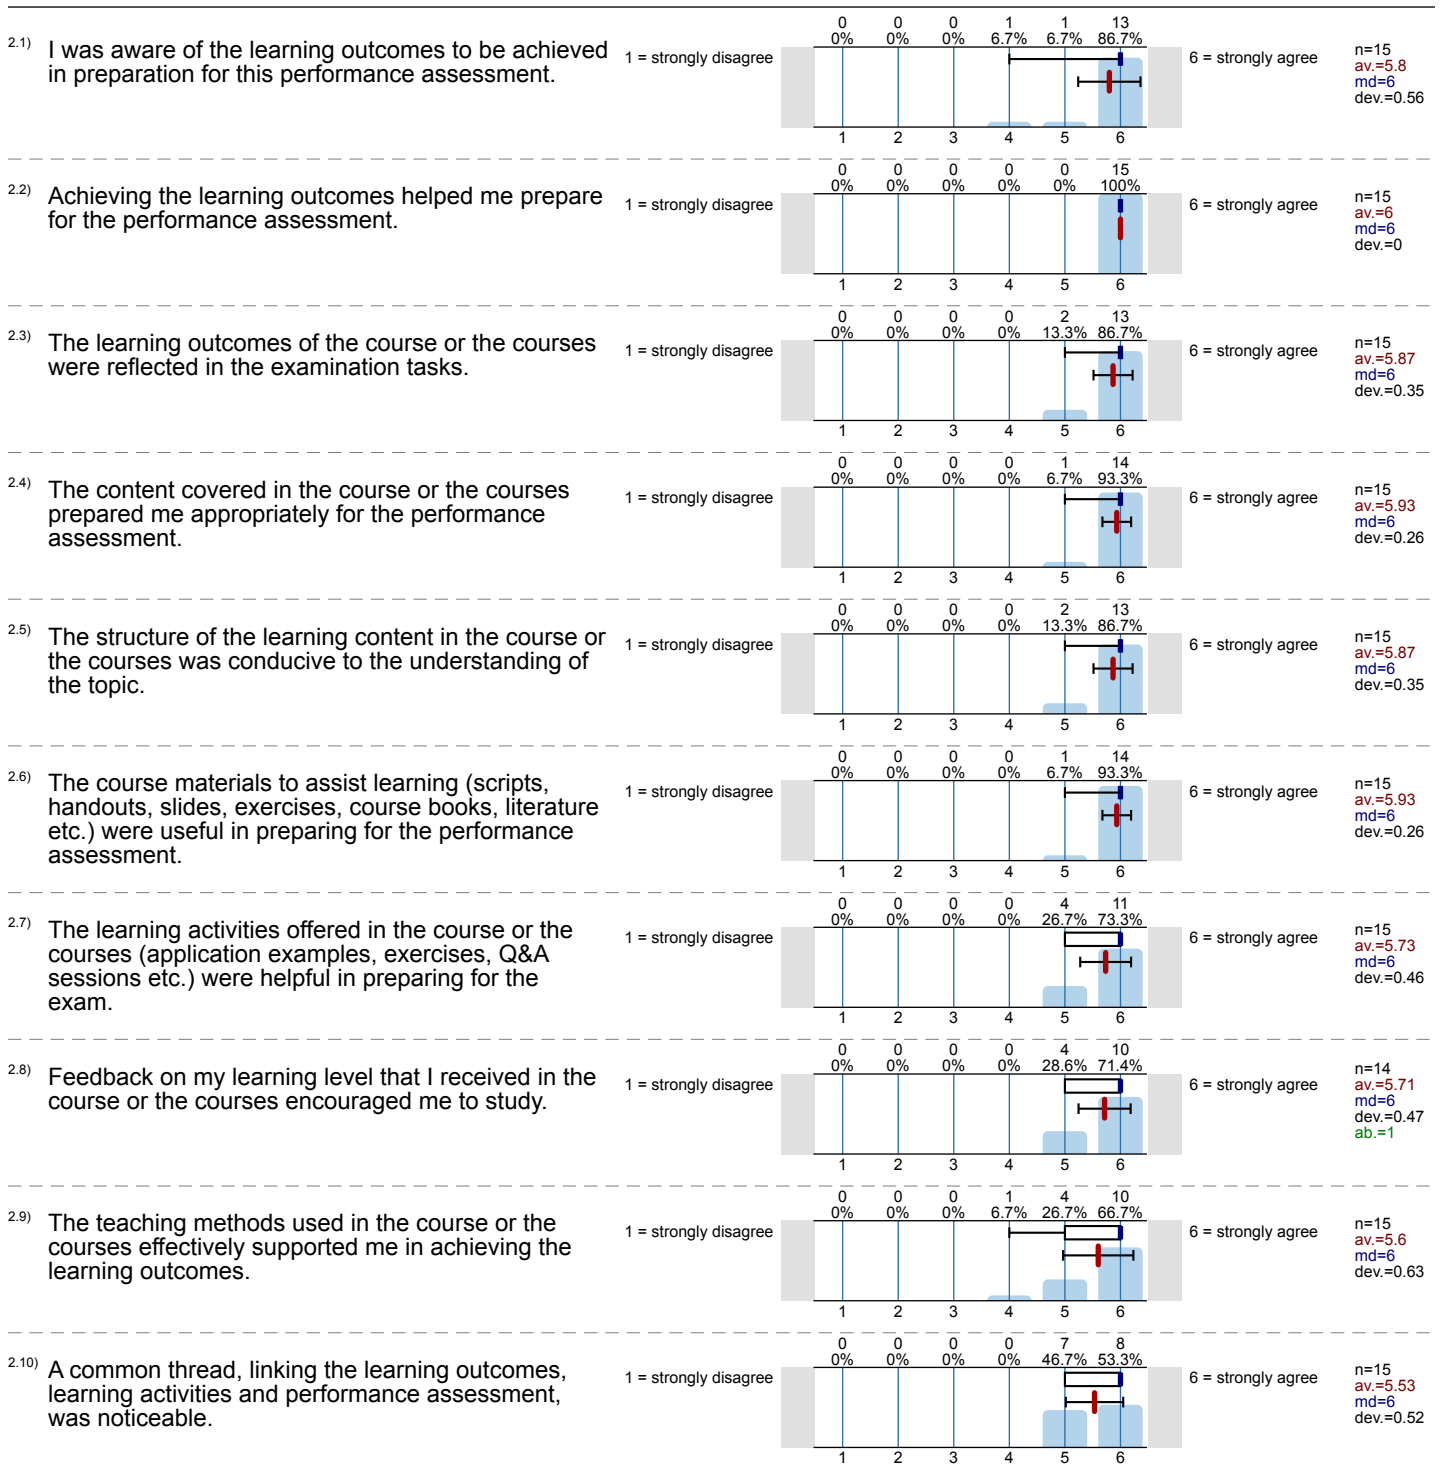 0 0 0 1 1 13
0% 0% 0% 6.7% 6.7% 86.7%
2.1) I was aware of the learning outcomes to be achieved
in preparation for this performance assessment.
1 = strongly disagree 6 = strongly agree
n=15
av.=5.8
md=6
dev.=0.56
1 2 3 4 5 6
0 0 0 0 0 15
0% 0% 0% 0% 0% 100%
2.2) Achieving the learning outcomes helped me prepare
for the performance assessment.
1 = strongly disagree 6 = strongly agree
n=15
av.=6
md=6
dev.=0
1 2 3 4 5 6
0 0 0 0 2 13
0% 0% 0% 0% 13.3% 86.7%
2.3) The learning outcomes of the course or the courses
were reflected in the examination tasks.
1 = strongly disagree 6 = strongly agree
n=15
av.=5.87
md=6
dev.=0.35
1 2 3 4 5 6
0 0 0 0 1 14
0% 0% 0% 0% 6.7% 93.3%
2.4) The content covered in the course or the courses
prepared me appropriately for the performance
assessment.
1 = strongly disagree 6 = strongly agree
n=15
av.=5.93
md=6
dev.=0.26
1 2 3 4 5 6
0 0 0 0 2 13
0% 0% 0% 0% 13.3% 86.7%
2.5) The structure of the learning content in the course or
the courses was conducive to the understanding of
the topic.
1 = strongly disagree 6 = strongly agree
n=15
av.=5.87
md=6
dev.=0.35
1 2 3 4 5 6
0 0 0 0 1 14
0% 0% 0% 0% 6.7% 93.3%
2.6) The course materials to assist learning (scripts,
handouts, slides, exercises, course books, literature
etc.) were useful in preparing for the performance
assessment.
1 = strongly disagree 6 = strongly agree
n=15
av.=5.93
md=6
dev.=0.26
1 2 3 4 5 6
0 0 0 0 4 11
0% 0% 0% 0% 26.7% 73.3%
2.7) The learning activities offered in the course or the
courses (application examples, exercises, Q&A
sessions etc.) were helpful in preparing for the
exam.
1 = strongly disagree 6 = strongly agree
n=15
av.=5.73
md=6
dev.=0.46
1 2 3 4 5 6
0 0 0 0 4 10
0% 0% 0% 0% 28.6% 71.4%
2.8) Feedback on my learning level that I received in the
course or the courses encouraged me to study.
1 = strongly disagree 6 = strongly agree
n=14
av.=5.71
md=6
dev.=0.47
ab.=1
1 2 3 4 5 6
0 0 0 1 4 10
0% 0% 0% 6.7% 26.7% 66.7%
2.9) The teaching methods used in the course or the
courses effectively supported me in achieving the
learning outcomes.
1 = strongly disagree 6 = strongly agree
n=15
av.=5.6
md=6
dev.=0.63
1 2 3 4 5 6
0 0 0 0 7 8
0% 0% 0% 0% 46.7% 53.3%
2.10) A common thread, linking the learning outcomes,
learning activities and performance assessment,
was noticeable.
1 = strongly disagree 6 = strongly agree
n=15
av.=5.53
md=6
dev.=0.52
1 2 3 4 5 6